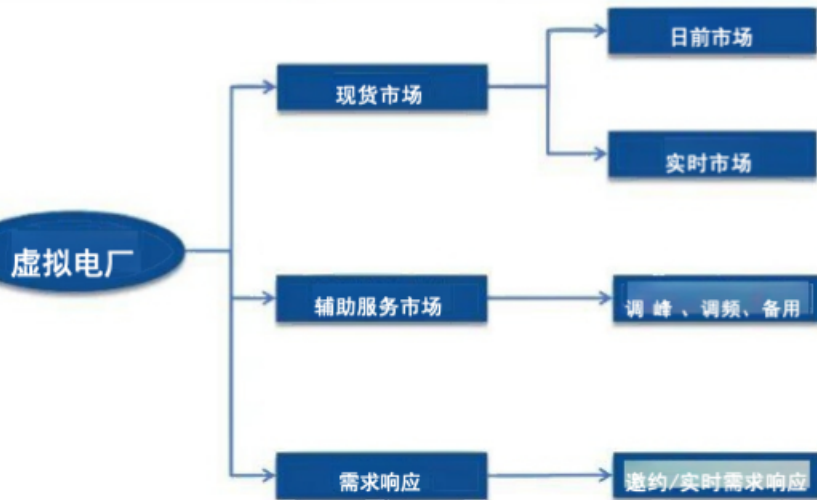 日前市场
现货市场
实时市场
虚拟电厂
辅助服务市场
调 峰 、调频、备用
需求响应
邀约/实时需求响应